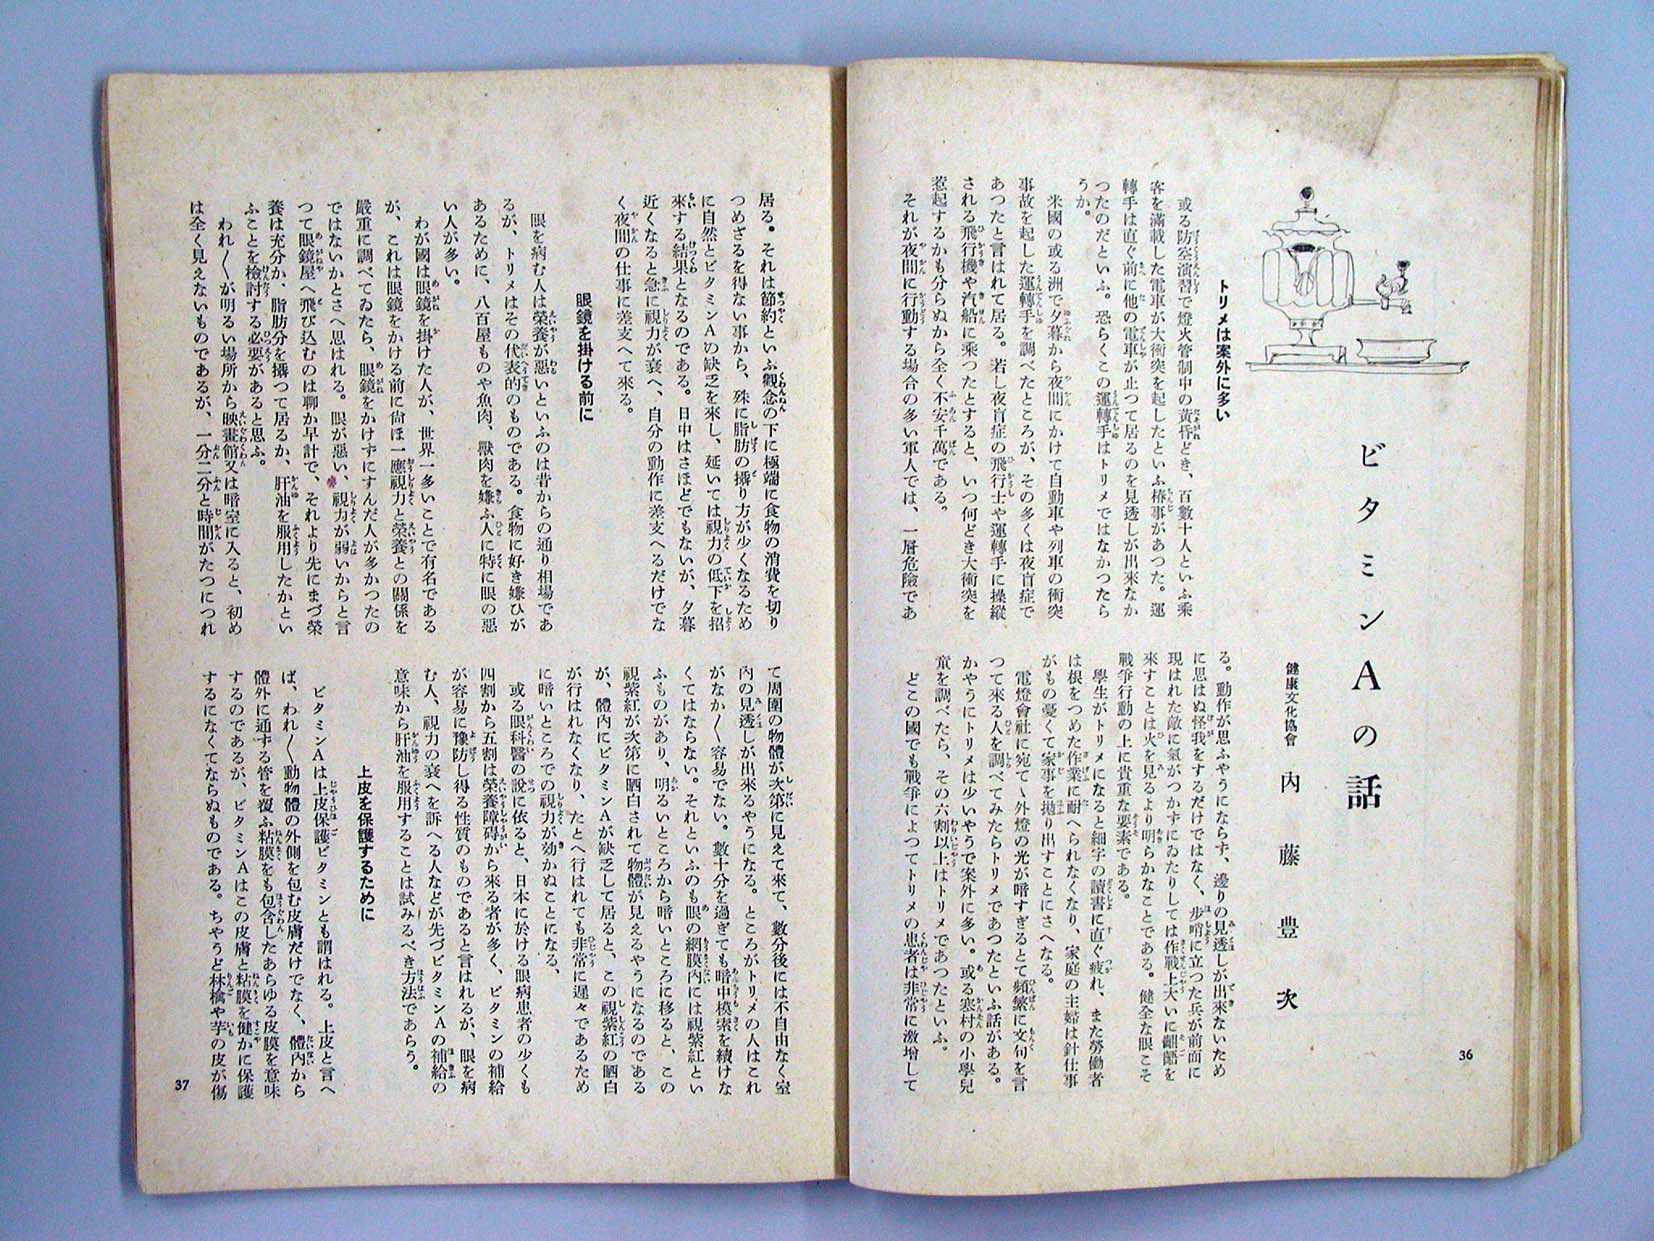 ビタミンAの話
健康文化協會　內藤豊次
トリメは案外に多い
或る防空演習で燈火管制中の黃昏どき、百數十人といふ乘
客を滿載した電車が大衝突を起したといふ椿事があつた。運
轉手は直ぐ前に他の電車が止つて居るのを見透しが出來なか
つたのだといふ。恐らくこの運轉手はトリメではなかつたら
うか。
米國の或る洲で夕暮から夜間にかけて自動車や列車の衝突
事故を起した運轉手を調べたところが、その多くは夜盲症で
あつたと言はれて居る。若し夜盲症の飛行士や運轉手に操縱
される飛行機や汽船に乘つたとすると、いつ何どき大衝突を
惹起するかも分らぬから全く不安千萬である。
それが夜間に行動する場合の多い軍人では、一層危險であ
る。動作が思ふやうにならず、邊りの見透しが出來ないため
に思はぬ怪我をするだけではなく、步哨に立つた兵が前面に
現はれた敵に氣がつかずにゐたりしては作戰上大いに齟齬を
來すことは火を見るより明らかなことである。健全な眼こそ
戰爭行動の上に貴重な要素である。
學生がトリメになると細字の讀書に直ぐ疲れ、また勞働者
は根をつめた作業に耐へられなくなり、家庭の主婦は針仕事
がもの憂くて家事を拋り出すことにさへなる。
電燈會社に宛てゝ外燈の光が暗すぎるとて頻繁に文句を言
つて來る人を調べてみたらトリメであつたといふ話がある。
かやうにトリメは少いやうで案外に多い。或る寒村の小學兒
童を調べたら、その六割以上はトリメであつたといふ。
どこの國でも戰爭によつてトリメの患者は非常に激增して
36
居る。それは節約といふ觀念の下に極端に食物の消費を切り
つめざるを得ない事から、殊に脂肪の攝り方が少くなるため
に自然とビタミンAの缺乏を來し、延いては視力の低下を招
來する結果となるのである。日中はさほどでもないが、夕暮
近くなると急に視力が衰へ、自分の動作に差支へるだけでな
く夜間の仕事に差支へて來る。
眼鏡を掛ける前に
眼を病む人は榮養が惡いといふのは昔からの通り相場であ
るが、トリメはその代表的のものである。食物に好き嫌ひが
あるために、八百屋ものや魚肉、獸肉を嫌ふ人に特に眼の惡
い人が多い。
わが國は眼鏡を掛けた人が、世界一多いことで有名である
が、これは眼鏡をかける前に尙ほ一應視力と榮養との關係を
嚴重に調べてゐたら、眼鏡をかけずにすんだ人が多かつたの
ではないかとさへ思はれる。眼が惡い、視力が弱いからと言
つて眼鏡屋へ飛び込むのは聊か早計で、それより先にまづ榮
養は充分か、脂肪分を攝つて居るか、肝油を服用したかとい
ふことを檢討する必要があると思ふ。
われ〱が明るい場所から映畫館又は暗室に入ると、初め
は全く見えないものであるが、一分二分と時間がたつにつれ
て周圍の物體が次第に見えて來て、數分後には不自由なく室
內の見透しが出來るやうになる。ところがトリメの人はこれ
がなか〱容易でない。數十分を過ぎても暗中摸索を續けな
くてはならない。それといふのも眼の網膜內には視紫紅とい
ふものがあり、明るいところから暗いところに移ると、この
視紫紅が次第に晒白されて物體が見えるやうになるのである
が、體內にビタミンAが缺乏して居ると、この視紫紅の晒白
が行はれなくなり、たとへ行はれても非常に遲々であるため
に暗いところでの視力が効かぬことになる、
或る眼科醫の說に依ると、日本に於ける眼病患者の少くも
四割から五割は榮養障碍から來る者が多く、ビタミンの補給
が容易に豫防し得る性質のものであると言はれるが、眼を病
む人、視力の衰へを訴へる人などが先づビタミンAの補給の
意味から肝油を服用することは試みるべき方法であらう。
上皮を保護するために
ビタミンAは上皮保護ビタミンとも謂はれる。上皮と言へ
ば、われ〱動物體の外側を包む皮膚だけでなく、體內から
體外に通ずる管を覆ふ粘膜をも包含したあらゆる皮膜を意味
するのであるが、ビタミンAはこの皮膚と粘膜を健かに保護
するになくてならぬものである。ちやうど林檎や芋の皮が傷
37